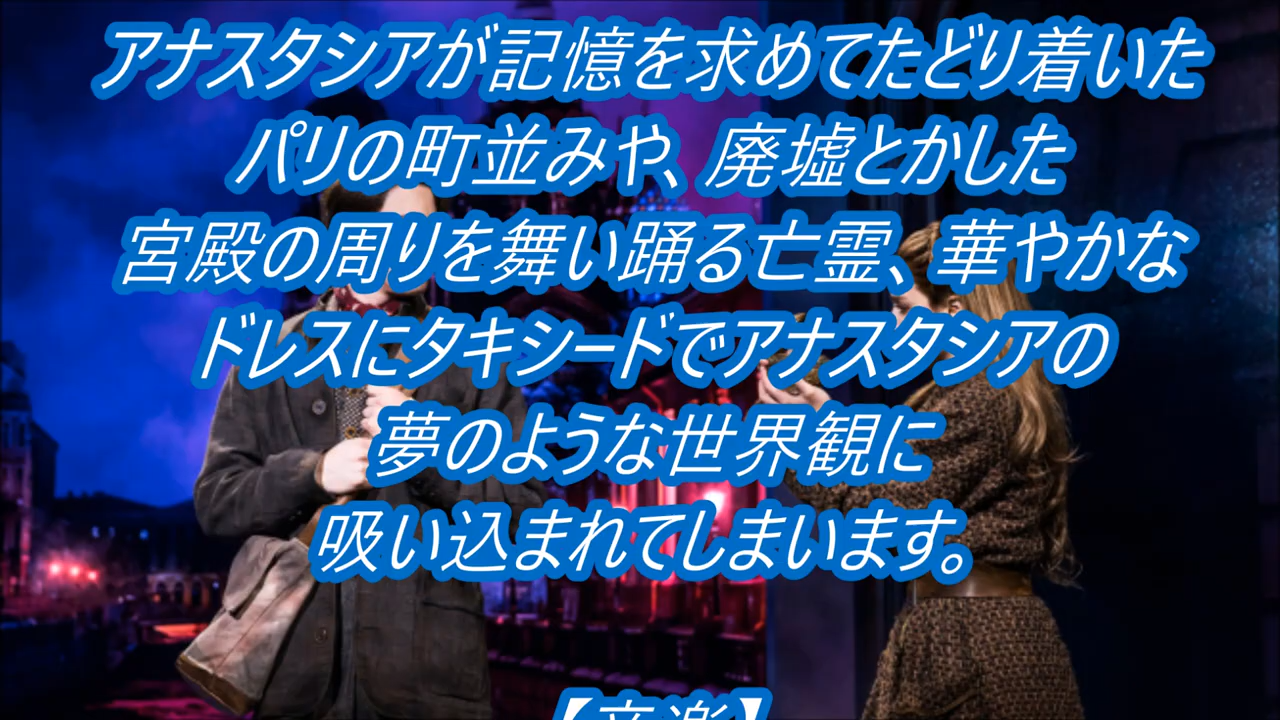 アナスタシアが記憶を求めてたどり着いた
パリの町並みや、廃墟とかした
宮殿の周りを舞い踊る亡霊、華やかな
ドレスにタキシードでアナスタシアの
夢のような世界観に
吸い込まれてしまいます。
【音楽】